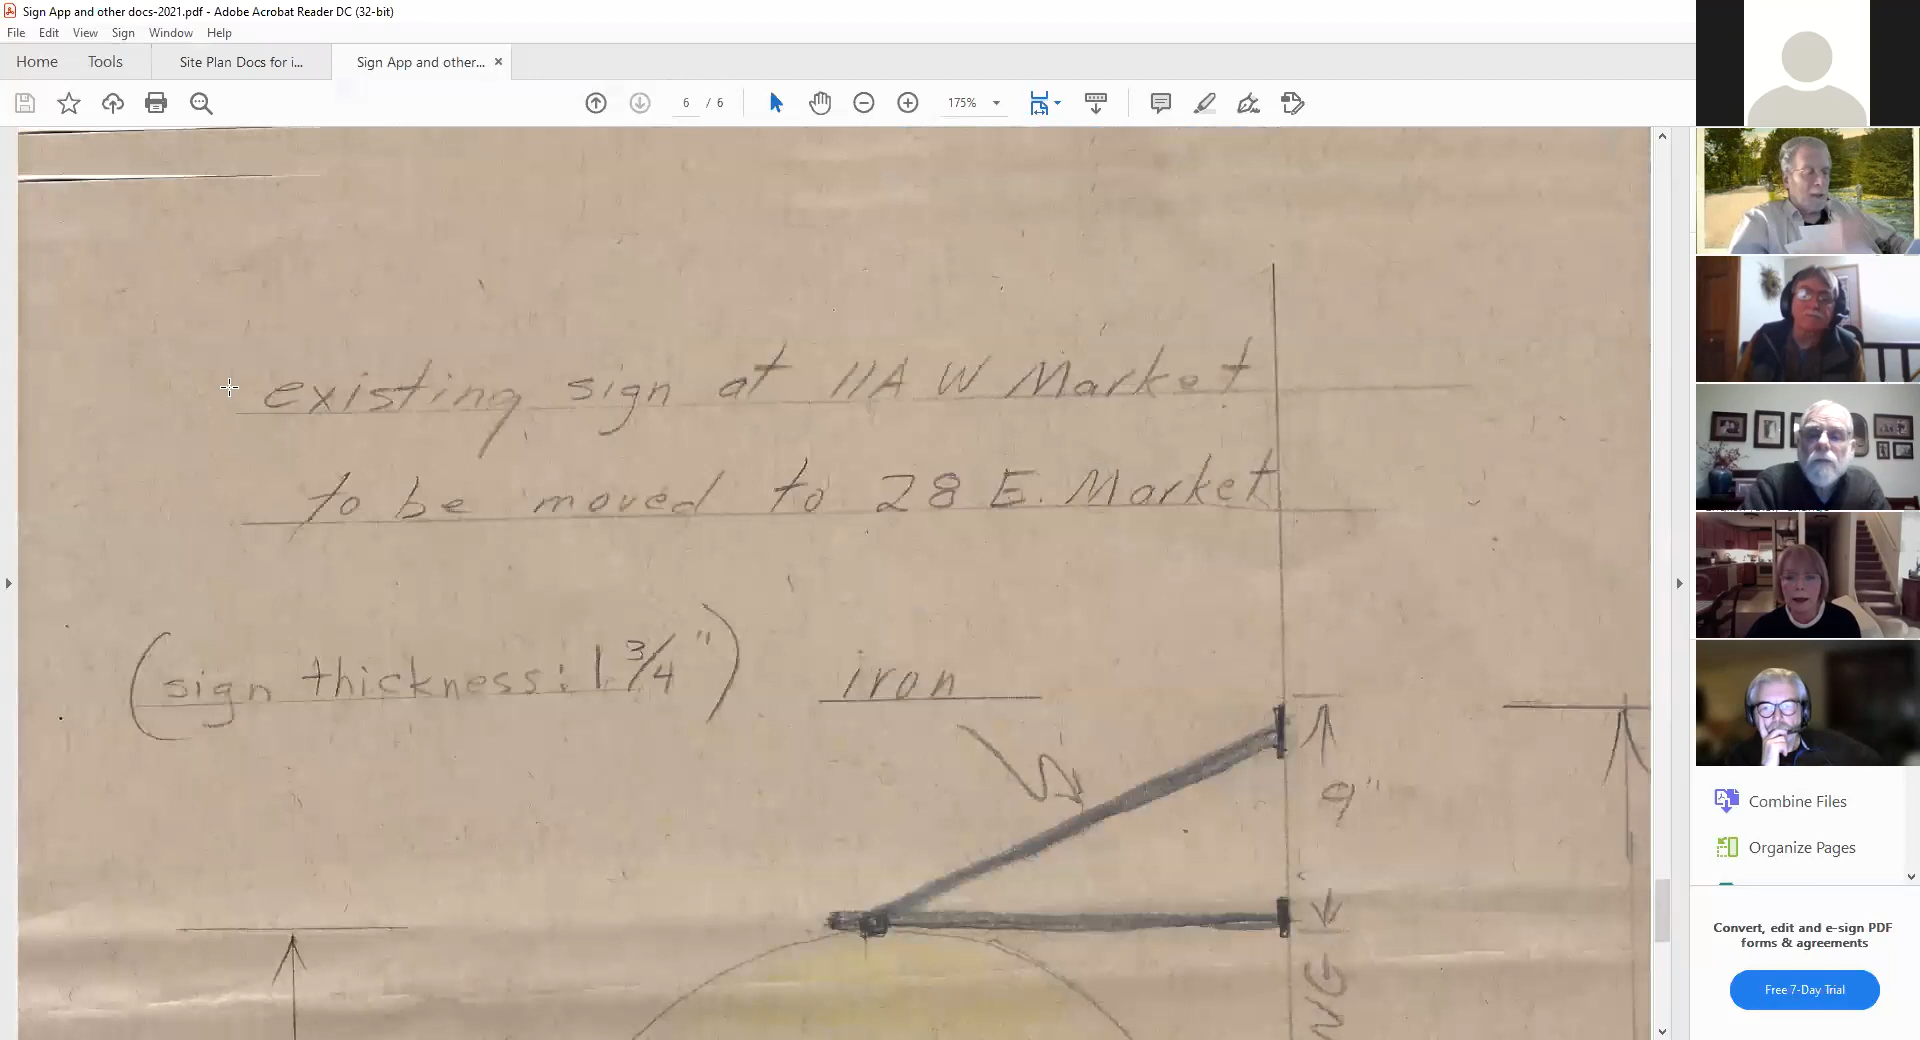 Sign App and other docs-2021.pdf - Adobe Acrobat Reader DC (32-bit)
File Edit View Sign Window Help
Home Tools Site Plan Docs for i... Sign App and other... ×
6 / 6 175%
existing sign at 11A W Market
to be moved to 28 E. Market
(sign thickness: 1 3/4") iron
9"
NG
Combine Files
Organize Pages
Convert, edit and e-sign PDF
forms & agreements
Free 7-Day Trial